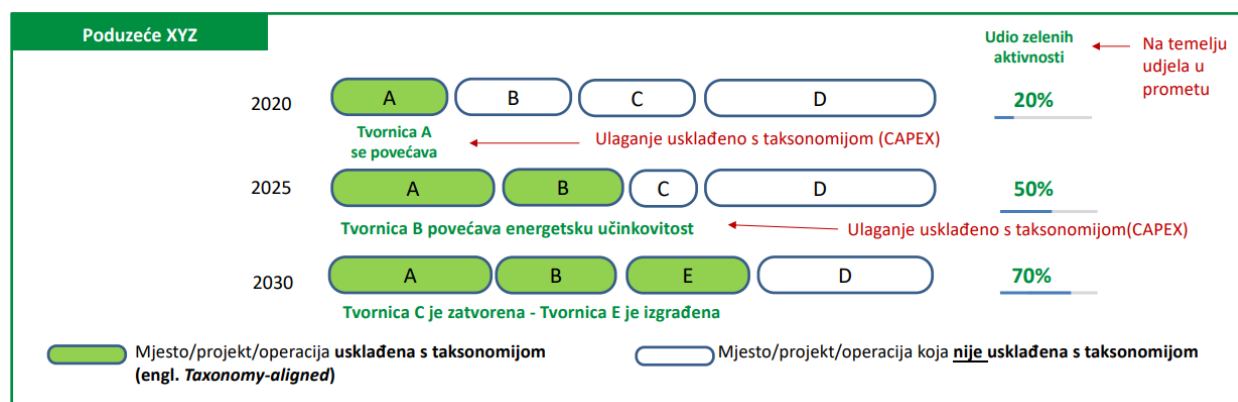 Poduzeće XYZ
Udio zelenih
aktivnosti
Na temelju
udjela u
prometu
2020
A
B
C
D
20%
Tvornica A
se povećava
Ulaganje usklađeno s taksonomijom (CAPEX)
2025
A
B
C
D
50%
Tvornica B povećava energetsku učinkovitost
Ulaganje usklađeno s taksonomijom(CAPEX)
2030
A
B
E
D
70%
Tvornica C je zatvorena - Tvornica E je izgrađena
Mjesto/projekt/operacija usklađena s taksonomijom
(engl. Taxonomy-aligned)
Mjesto/projekt/operacija koja nije usklađena s taksonomijom